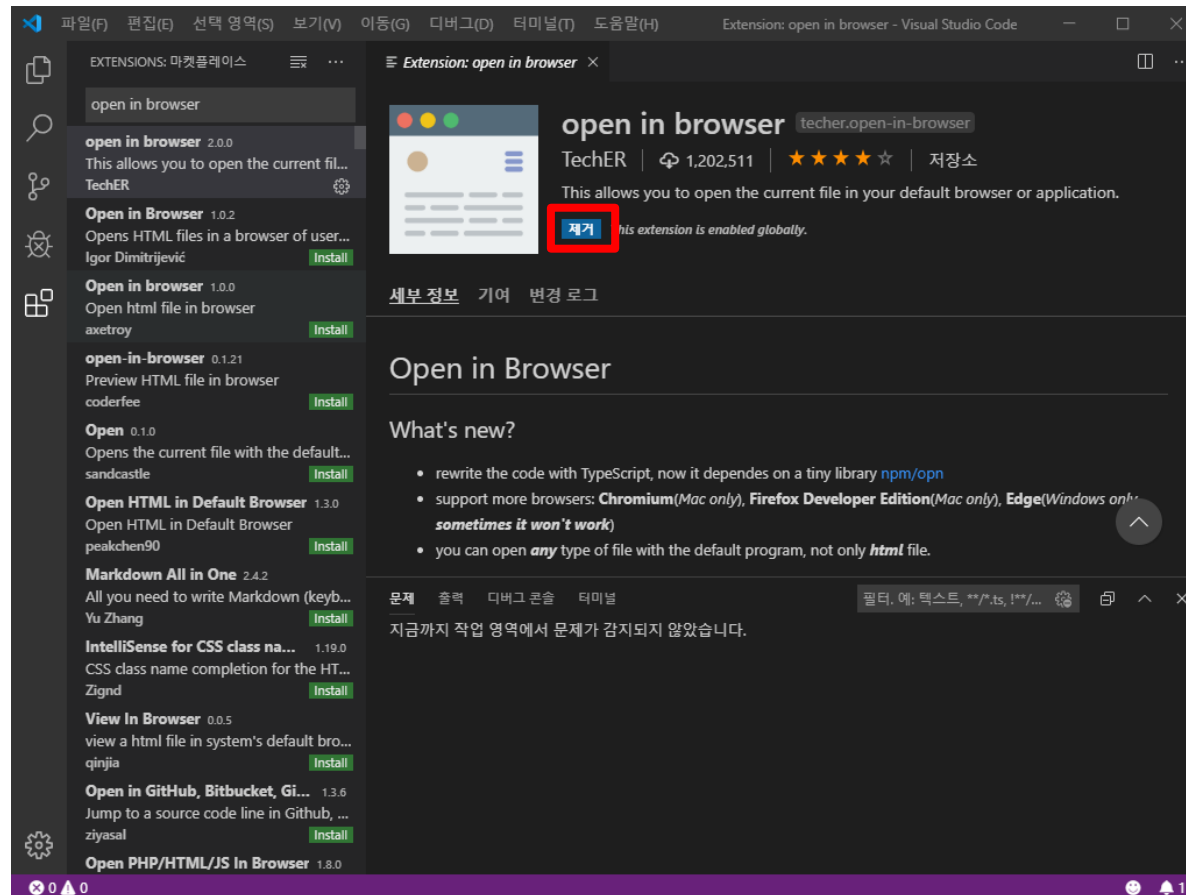 파일(F) 편집(E) 선택 영역(S) 보기(V) 이동(G) 디버그(D) 터미널(T) 도움말(H) Extension: open in browser - Visual Studio Code
EXTENSIONS: 마켓플레이스
open in browser
open in browser 2.0.0
This allows you to open the current fil...
TechER
Open in Browser 1.0.2
Opens HTML files in a browser of user...
Igor Dimitrijević Install
Open in browser 1.0.0
Open html file in browser
axetroy Install
open-in-browser 0.1.21
Preview HTML file in browser
coderfee Install
Open 0.1.0
Opens the current file with the default...
sandcastle Install
Open HTML in Default Browser 1.3.0
Open HTML in Default Browser
peakchen90 Install
Markdown All in One 2.4.2
All you need to write Markdown (keyb...
Yu Zhang Install
IntelliSense for CSS class na... 1.19.0
CSS class name completion for the HT...
Zignd Install
View In Browser 0.0.5
view a html file in system's default bro...
qinjia Install
Open in GitHub, Bitbucket, Gi... 1.3.6
Jump to a source code line in Github, ...
ziyasal Install
Open PHP/HTML/JS In Browser 1.8.0
Extension: open in browser
open in browser techer.open-in-browser
TechER 1,202,511 저장소
This allows you to open the current file in your default browser or application.
제거 his extension is enabled globally.
세부 정보 기여 변경 로그
Open in Browser
What's new?
• rewrite the code with TypeScript, now it dependes on a tiny library npm/opn
• support more browsers: Chromium(Mac only), Firefox Developer Edition(Mac only), Edge(Windows only
sometimes it won't work)
• you can open any type of file with the default program, not only html file.
문제 출력 디버그 콘솔 터미널 필터. 예: 텍스트, **/*.ts, !**/...
지금까지 작업 영역에서 문제가 감지되지 않았습니다.
0 0 1